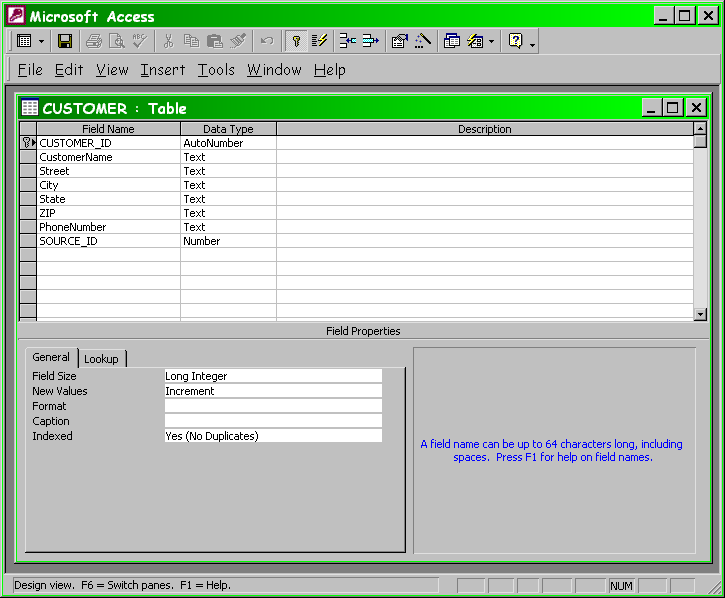 Microsoft Access
File Edit View Insert Tools Window Help
CUSTOMER : Table
Field Name Data Type Description
CUSTOMER_ID AutoNumber
CustomerName Text
Street Text
City Text
State Text
ZIP Text
PhoneNumber Text
SOURCE_ID Number
Field Properties
General Lookup
Field Size Long Integer
New Values Increment
Format
Caption
Indexed Yes (No Duplicates)
A field name can be up to 64 characters long, including
spaces. Press F1 for help on field names.
Design view. F6 = Switch panes. F1 = Help. NUM